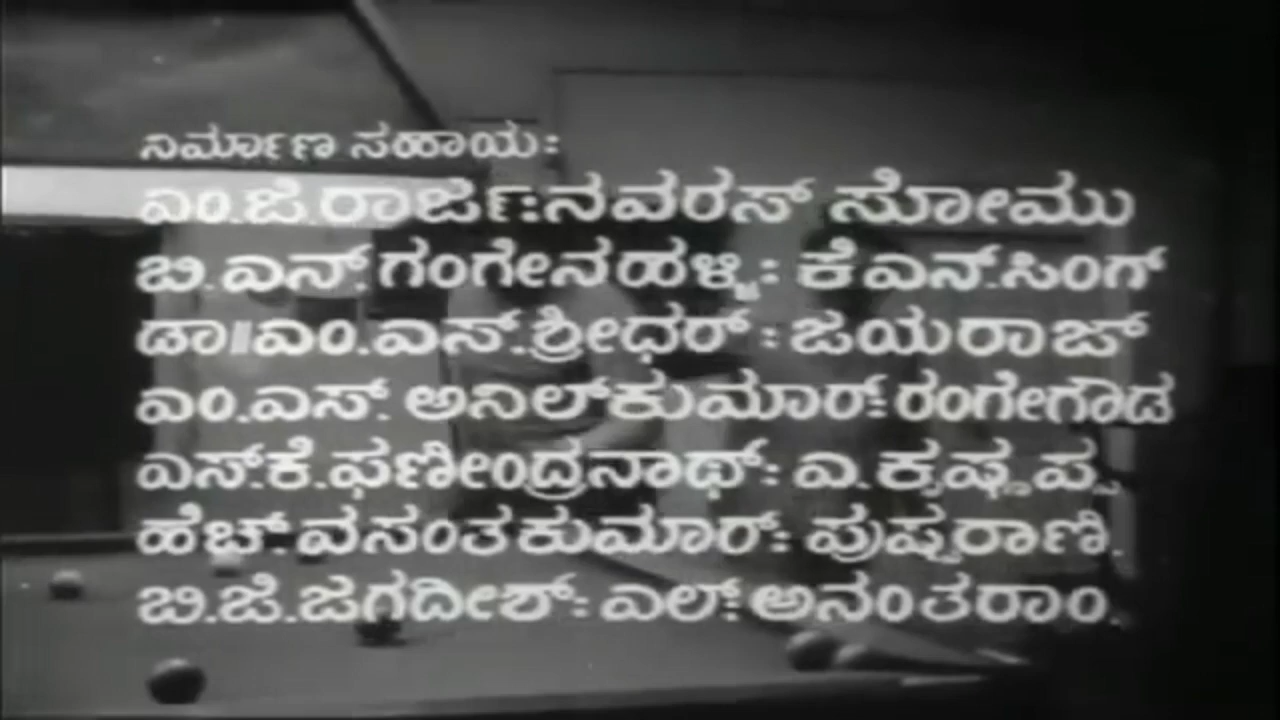 ನಿರ್ಮಾಣ ಸಹಾಯ:
ಎಂ.ಜೆ.ರಾರ್ಜ್:ನವರಸ್ ಸೋಮು
ಬಿ.ಎನ್.ಗಂಗೇನಹಳ್ಳಿ: ಕೆ ಎನ್.ಸಿಂಗ್
ಡಾ॥ಎಂ.ಎಸ್.ಶ್ರೀಧರ್: ಜಯರಾಜ್
ಎಂ.ಎಸ್. ಅನಿಲ್‌ಕುಮಾರ್: ರಂಗೇಗೌಡ
ಎಸ್.ಕೆ.ಫಣೀಂದ್ರನಾಥ್: ಎ.ಕೃಷ್ಣಪ್ಪ
ಹೆಚ್.ವಸಂತಕುಮಾರ್: ಪುಷ್ಪರಾಣಿ.
ಬಿ.ಜೆ.ಜಗದೀಶ್: ಎಲ್: ಅನಂತರಾಂ.